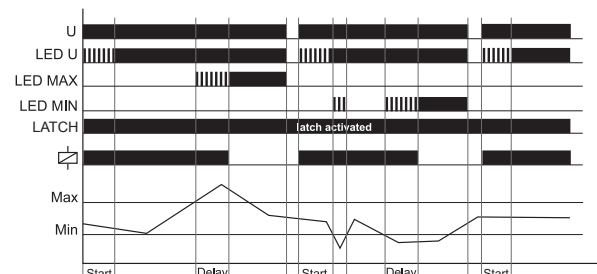 U
LED U
LED MAX
LED MIN
LATCH
latch activated
Max
Min
Start Delay Start Delay Start